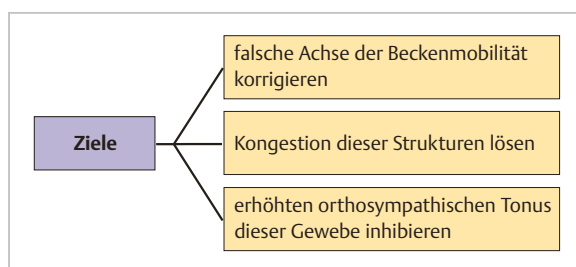 Ziele
falsche Achse der Beckenmobilität
korrigieren
Kongestion dieser Strukturen lösen
erhöhten orthosympathischen Tonus
dieser Gewebe inhibieren